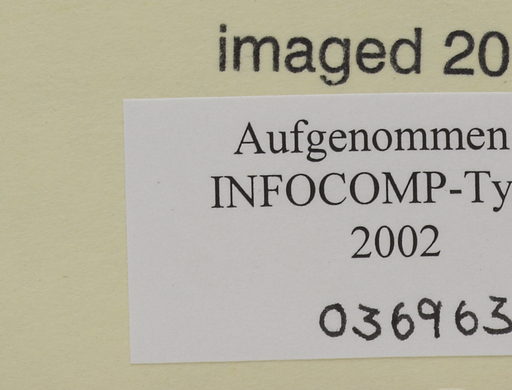 imaged 20
Aufgenommen
INFOCOMP-Ty
2002
036963